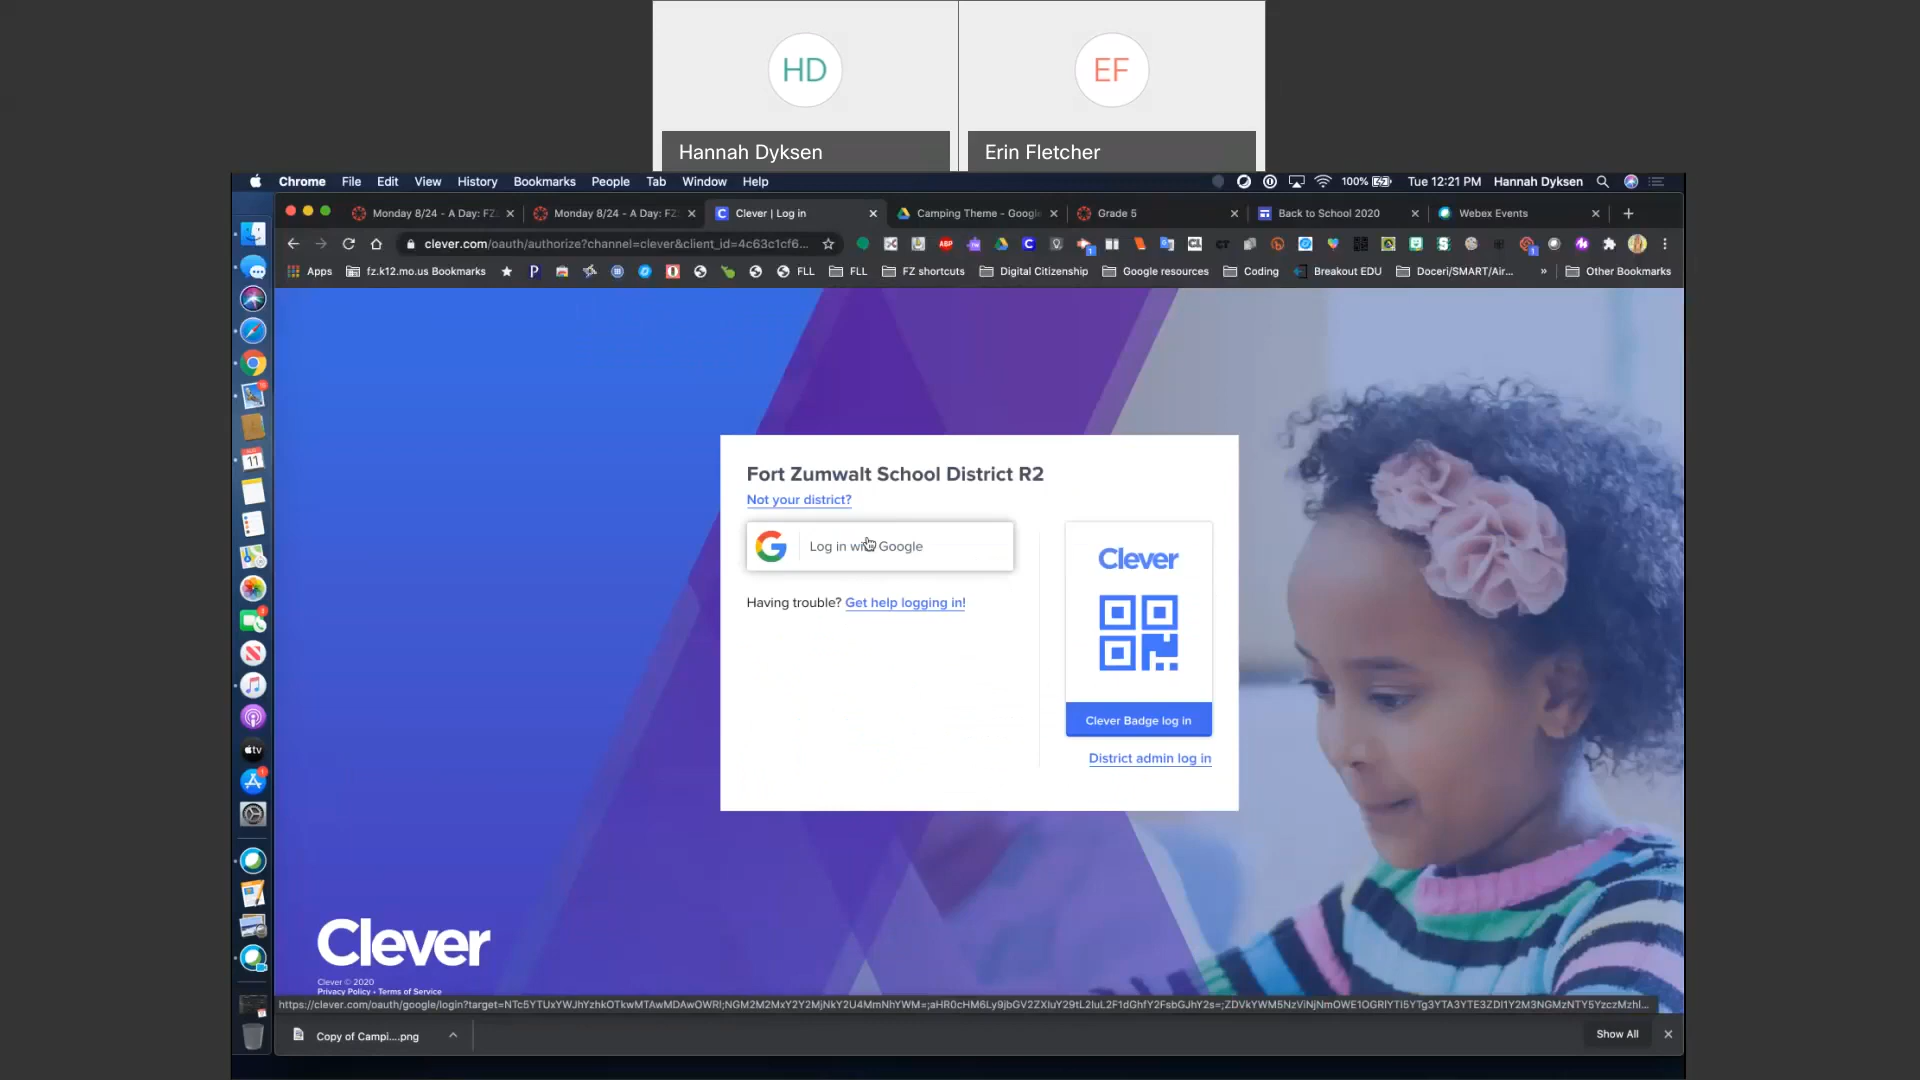 HD
EF
Hannah Dyksen
Erin Fletcher
Chrome File Edit View History Bookmarks People Tab Window Help
100% Tue 12:21 PM Hannah Dyksen
Monday 8/24 - A Day: FZ
Monday 8/24 - A Day: FZ
Clever | Log in
Camping Theme - Google
Grade 5
Back to School 2020
Webex Events
clever.com/oauth/authorize?channel=clever&client_id=4c63c1cf6...
Apps
fz.k12.mo.us Bookmarks
FLL
FLL
FZ shortcuts
Digital Citizenship
Google resources
Coding
Breakout EDU
Doceri/SMART/Air...
»
Other Bookmarks
Fort Zumwalt School District R2
Not your district?
Log in with Google
Having trouble? Get help logging in!
Clever
Clever Badge log in
District admin log in
Clever
Clever © 2020
Privacy Policy • Terms of Service
Copy of Campi....png
Show All